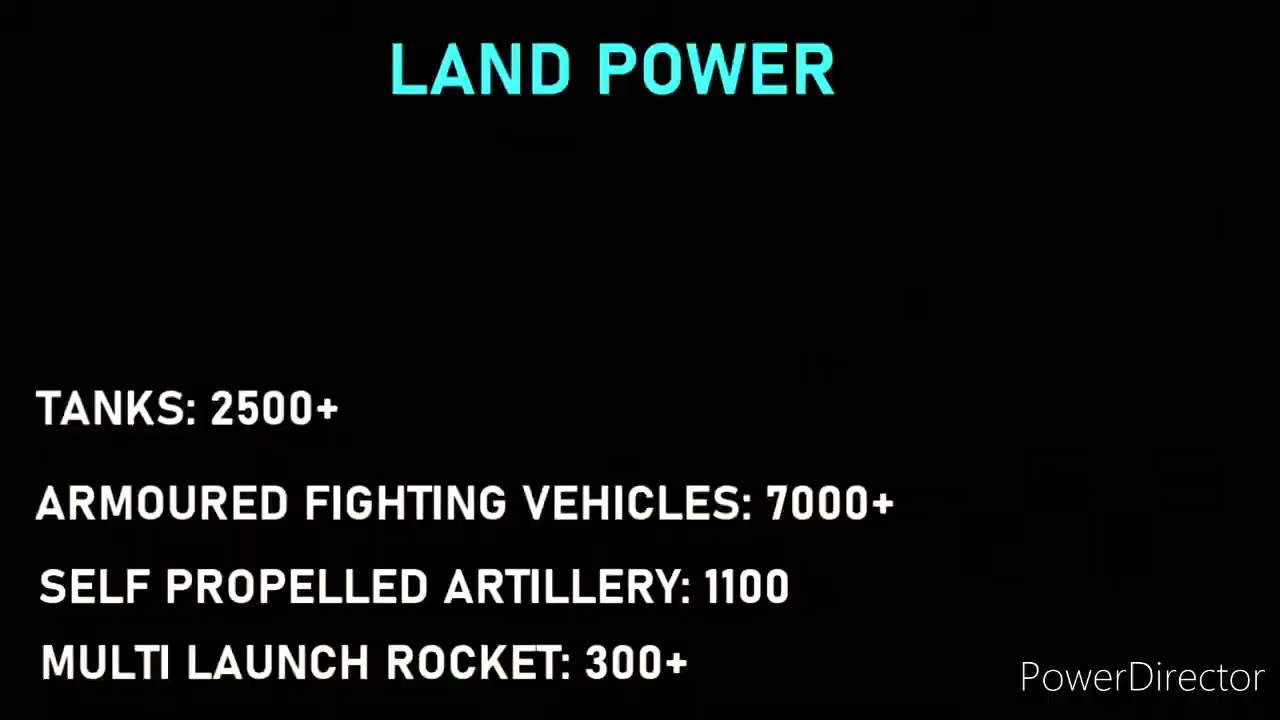 LAND POWER
TANKS: 2500+
ARMOURED FIGHTING VEHICLES: 7000+
SELF PROPELLED ARTILLERY: 1100
MULTI LAUNCH ROCKET: 300+
PowerDirector